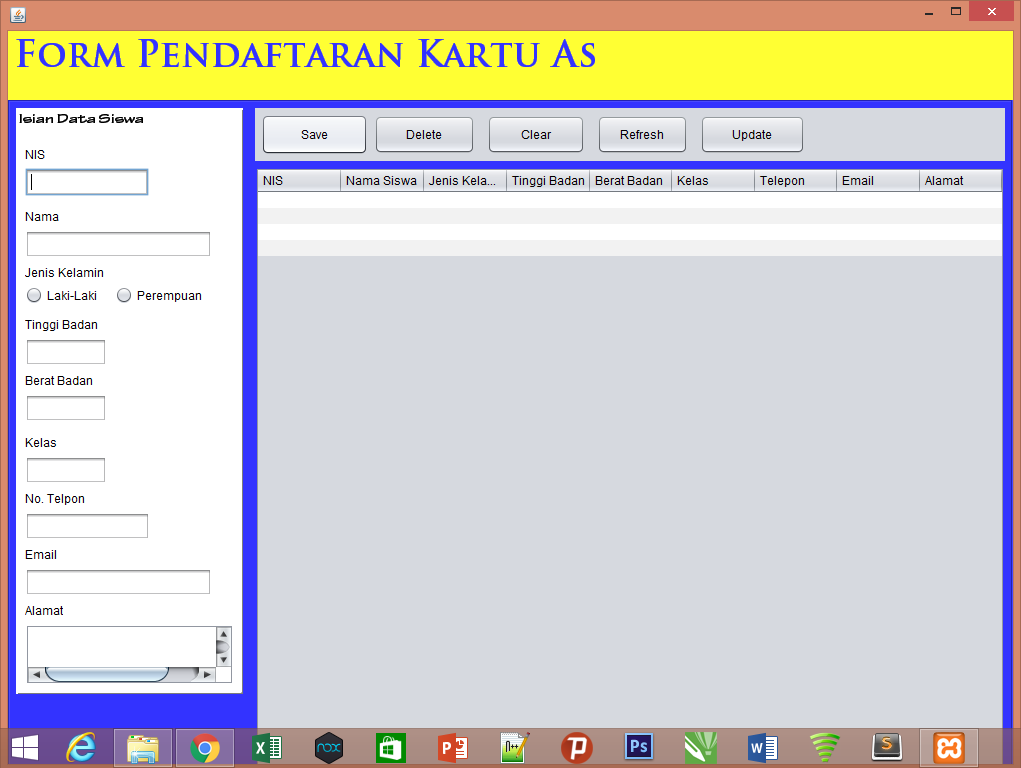 Form Pendaftaran Kartu As
Isian Data Siswa
NIS
Nama
Jenis Kelamin
Laki-Laki Perempuan
Tinggi Badan
Berat Badan
Kelas
No. Telpon
Email
Alamat
Save Delete Clear Refresh Update
NIS Nama Siswa Jenis Kela... Tinggi Badan Berat Badan Kelas Telepon Email Alamat
nox
Ps